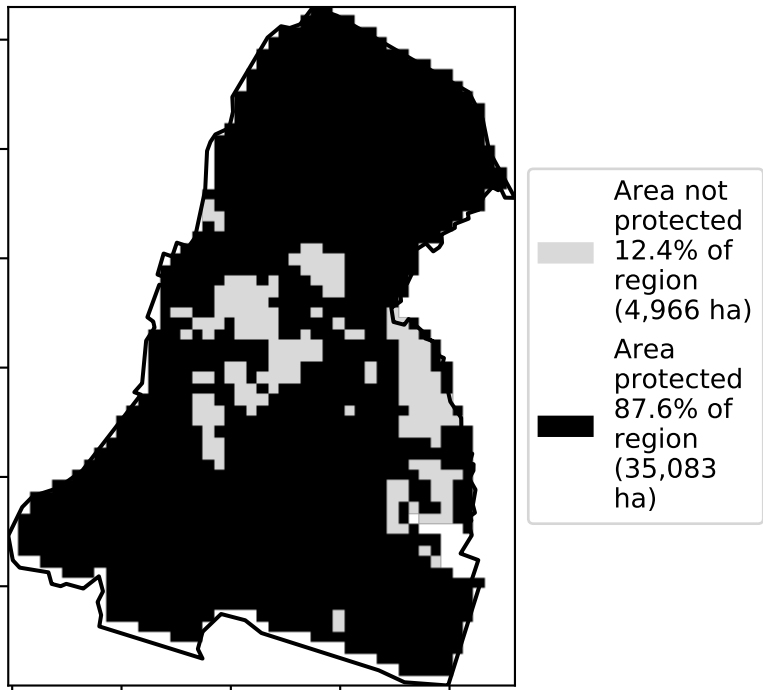 Area not
protected
12.4% of
region
(4,966 ha)
Area
protected
87.6% of
region
(35,083
ha)